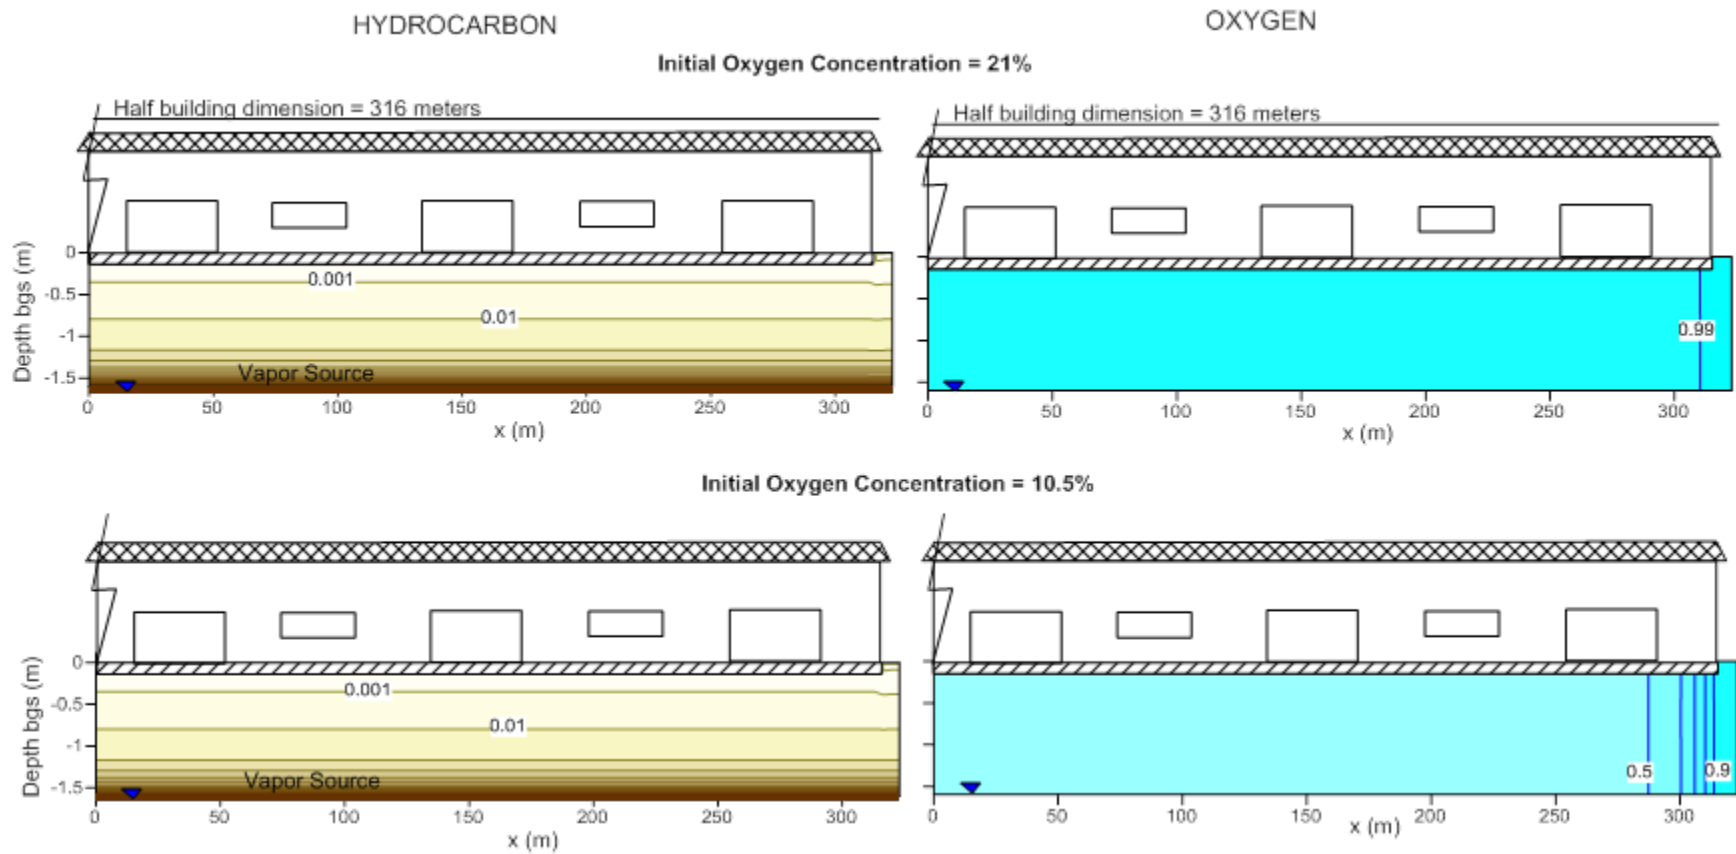 HYDROCARBON
OXYGEN
Initial Oxygen Concentration = 21%
Half building dimension = 316 meters
Half building dimension = 316 meters
Depth bgs (m)
0
-0.5
-1
-1.5
0.001
0.01
Vapor Source
0 50 100 150 200 250 300
x (m)
0.99
0 50 100 150 200 250 300
x (m)
Initial Oxygen Concentration = 10.5%
Depth bgs (m)
0
-0.5
-1
-1.5
0.001
0.01
Vapor Source
0 50 100 150 200 250 300
x (m)
0.5
0.9
0 50 100 150 200 250 300
x (m)